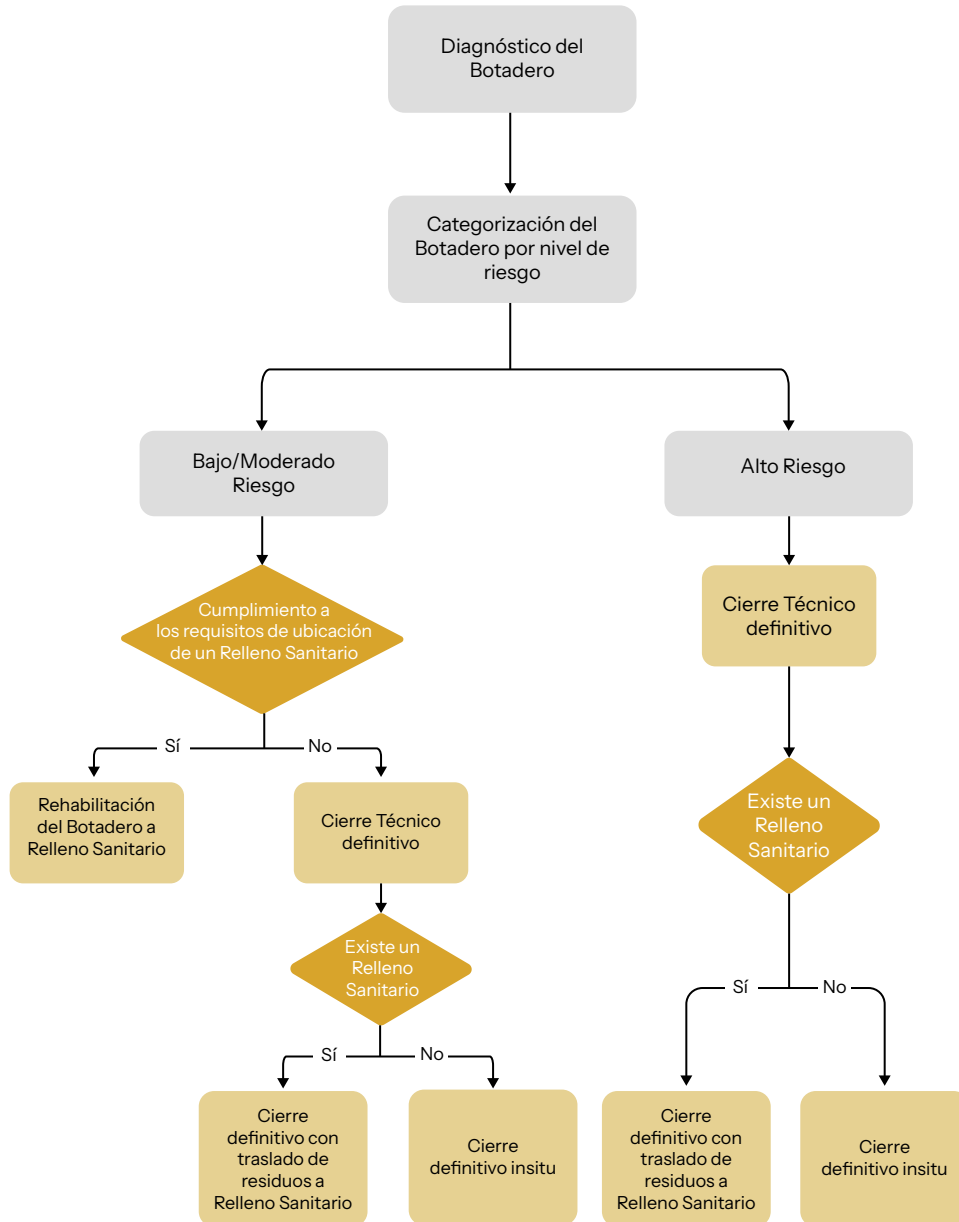 Diagnóstico del
Botadero
Categorización del
Botadero por nivel de
riesgo
Bajo/Moderado
Riesgo
Alto Riesgo
Cumplimiento a
los requisitos de ubicación
de un Relleno Sanitario
Cierre Técnico
definitivo
Sí
No
Rehabilitación
del Botadero a
Relleno Sanitario
Cierre Técnico
definitivo
Existe un
Relleno
Sanitario
Existe un
Relleno
Sanitario
Sí
No
Sí
No
Cierre
definitivo con
traslado de
residuos a
Relleno Sanitario
Cierre
definitivo insitu
Cierre
definitivo con
traslado de
residuos a
Relleno Sanitario
Cierre
definitivo insitu